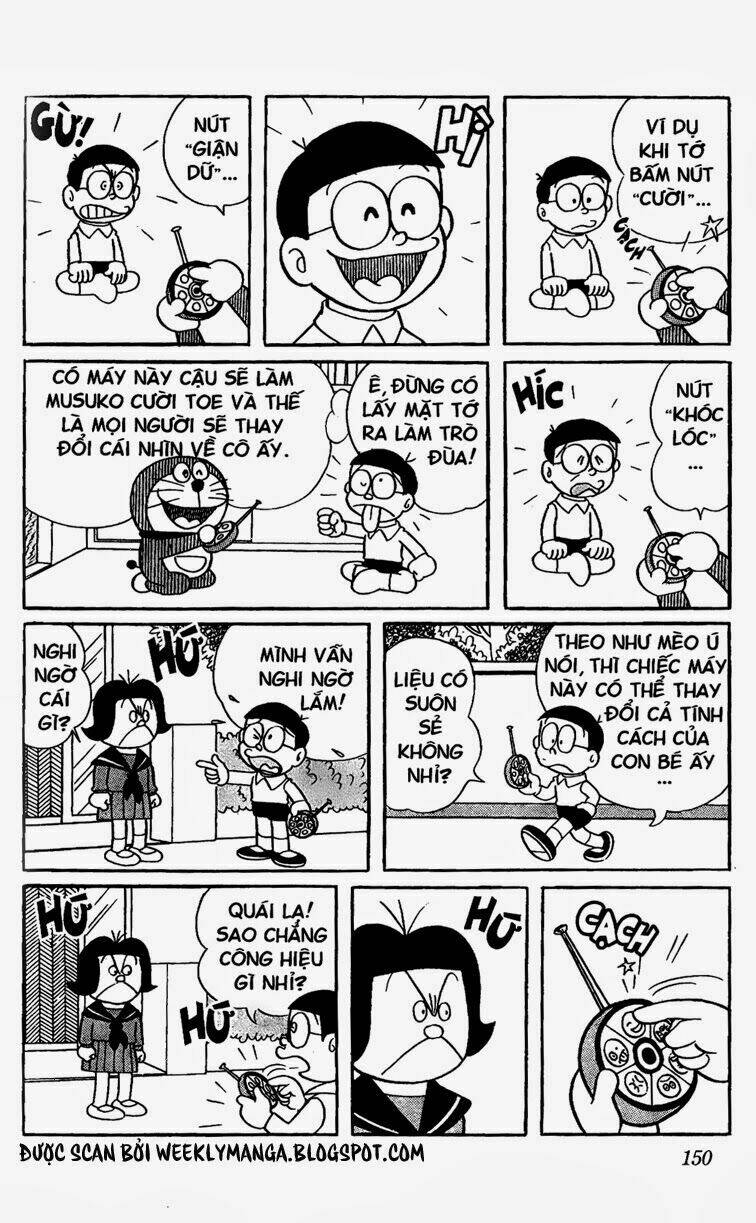 VÍ DỤ
KHI TỚ
BẤM NÚT
“CƯỜI”...
CẠCH
HÌ
NÚT
“GIẬN
DỮ”...
GỪ!
NÚT
“KHÓC
LÓC”
...
HÍC
Ê, ĐỪNG CÓ
LẤY MẶT TỚ
RA LÀM TRÒ
ĐÙA!
CÓ MÁY NÀY CẬU SẼ LÀM
MUSUKO CƯỜI TOE VÀ THẾ
LÀ MỌI NGƯỜI SẼ THAY
ĐỔI CÁI NHÌN VỀ CÔ ẤY.
THEO NHƯ MÈO Ú
NÓI, THÌ CHIẾC MÁY
NÀY CÓ THỂ THAY
ĐỔI CẢ TÍNH
CÁCH CỦA
CON BÉ ẤY
...
LIỆU CÓ
SUÔN
SẺ
KHÔNG
NHỈ?
MÌNH VẪN
NGHI NGỜ
LẮM!
HỨ
NGHI
NGỜ
CÁI
GÌ?
CẠCH
HỨ
QUÁI LẠ!
SAO CHẲNG
CÔNG HIỆU
GÌ NHỈ?
HỨ
HỨ
ĐƯỢC SCAN BỞI WEEKLYMANGA.BLOGSPOT.COM
150